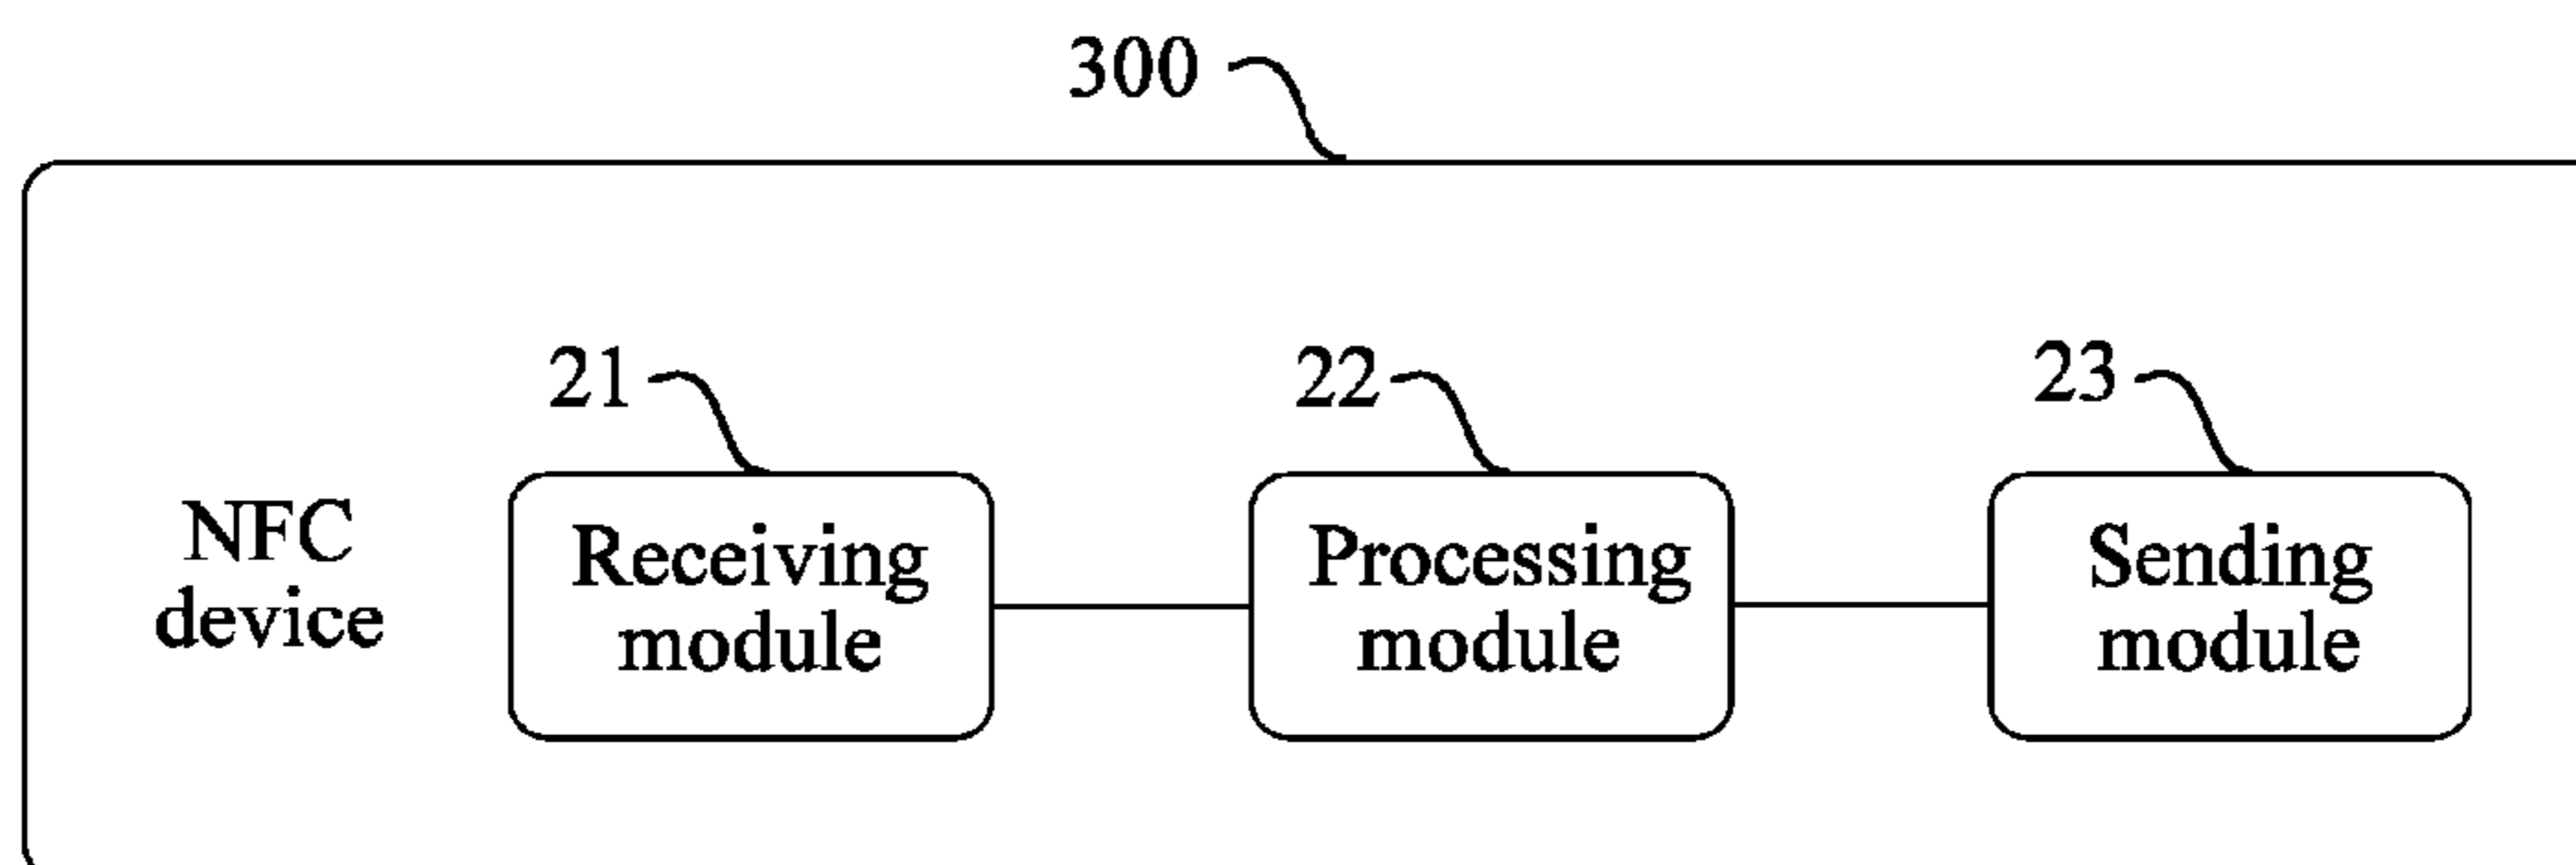 300
21
22
23
NFC
device
Receiving
module
Processing
module
Sending
module